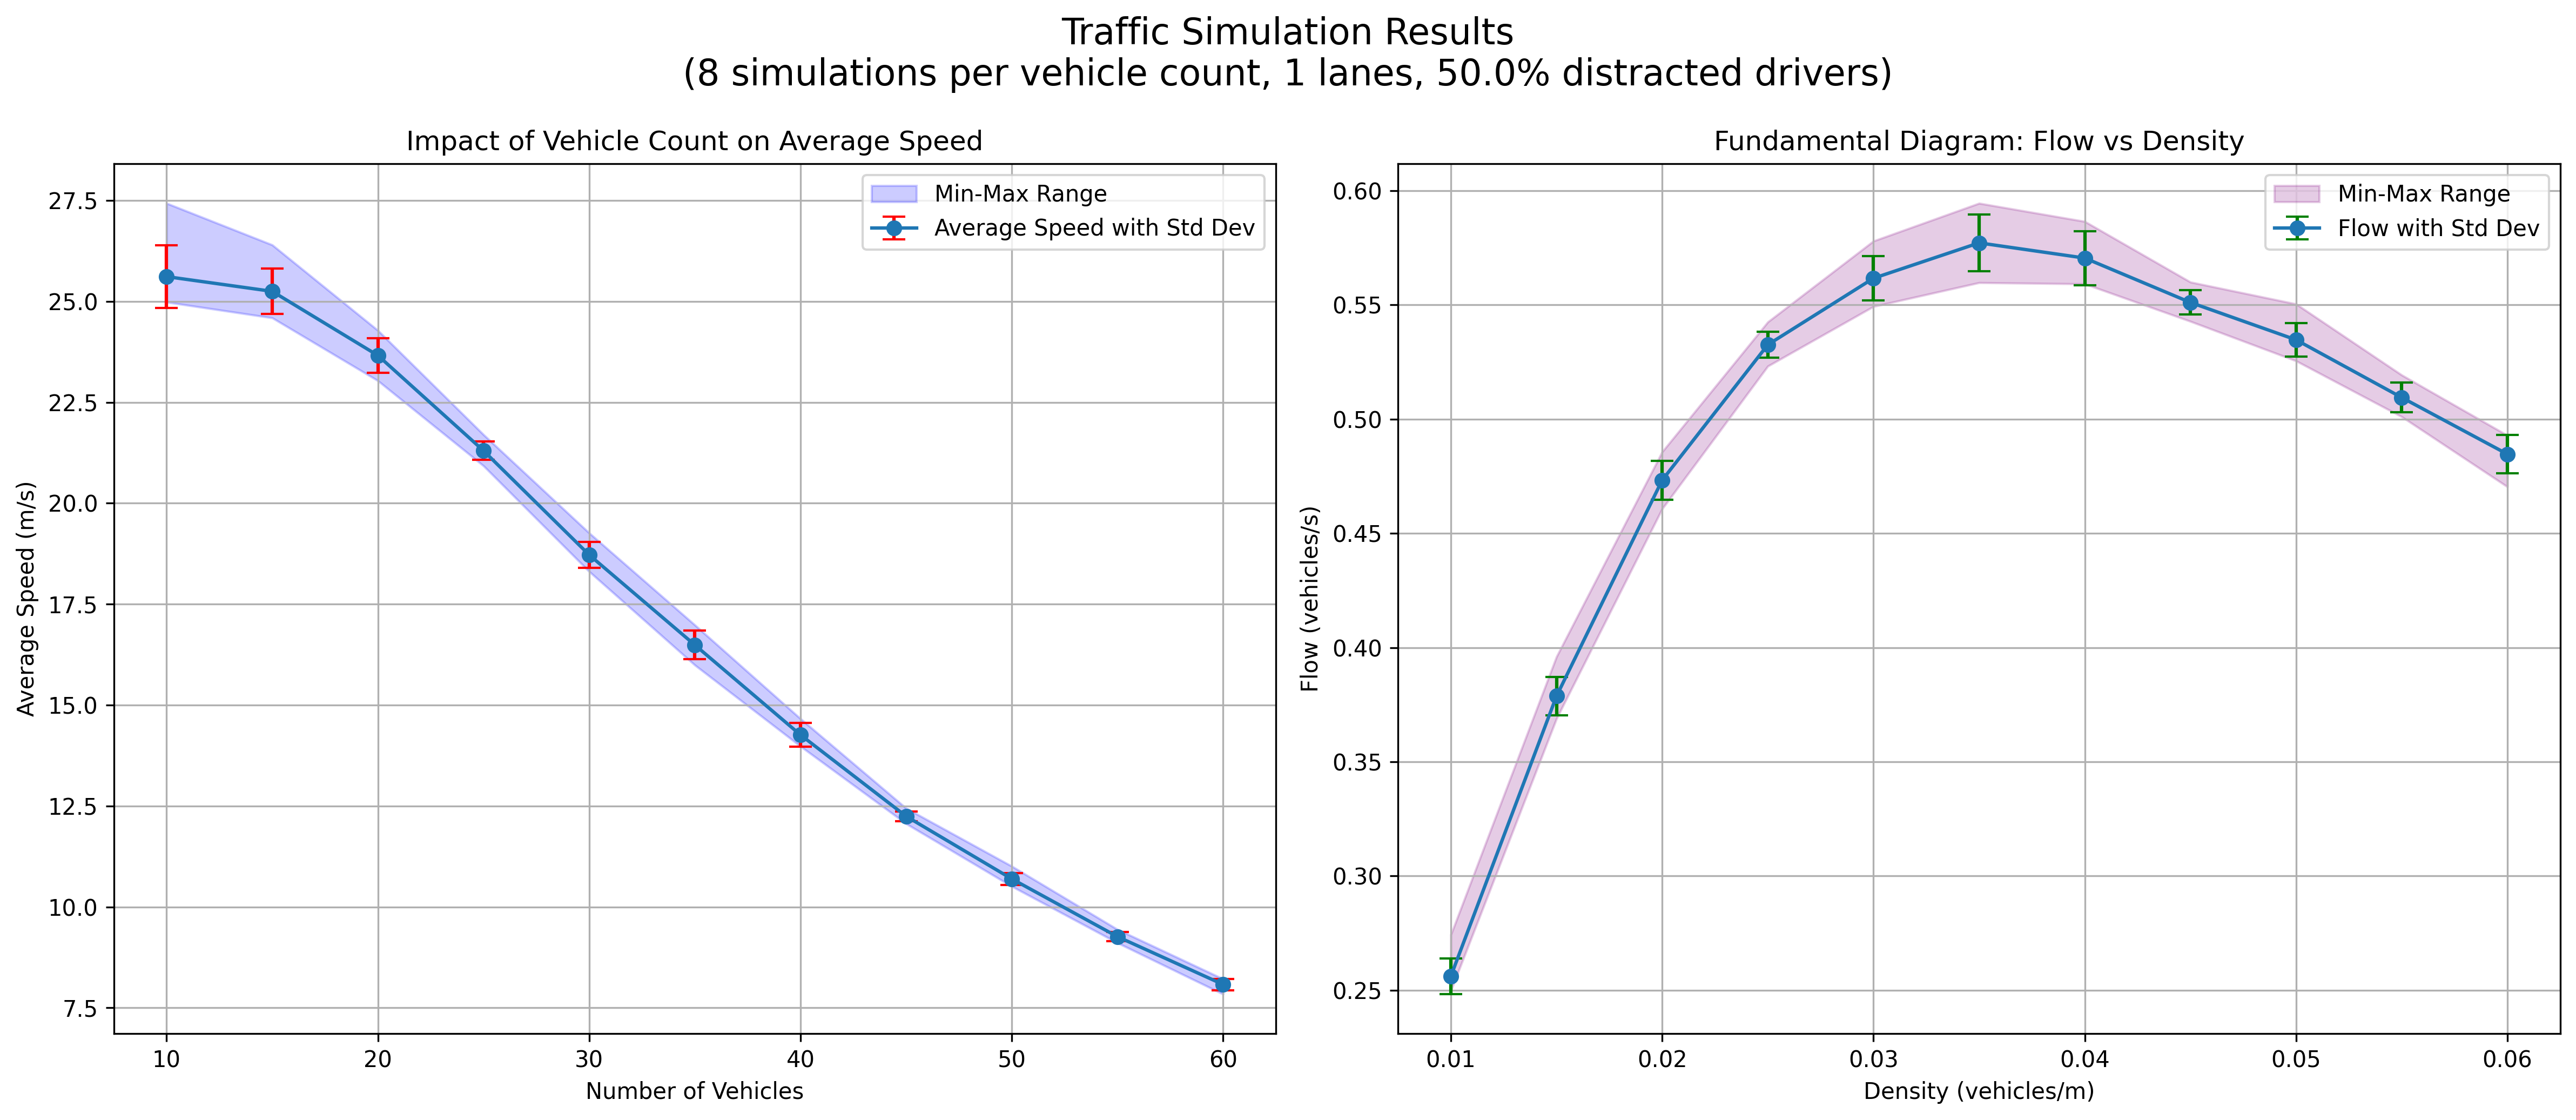 Traffic Simulation Results
(8 simulations per vehicle count, 1 lanes, 50.0% distracted drivers)
Impact of Vehicle Count on Average Speed
Min-Max Range
Average Speed with Std Dev
27.5
25.0
22.5
20.0
17.5
15.0
12.5
10.0
7.5
Average Speed (m/s)
10 20 30 40 50 60
Number of Vehicles
Fundamental Diagram: Flow vs Density
Min-Max Range
Flow with Std Dev
0.60
0.55
0.50
0.45
0.40
0.35
0.30
0.25
Flow (vehicles/s)
0.01 0.02 0.03 0.04 0.05 0.06
Density (vehicles/m)